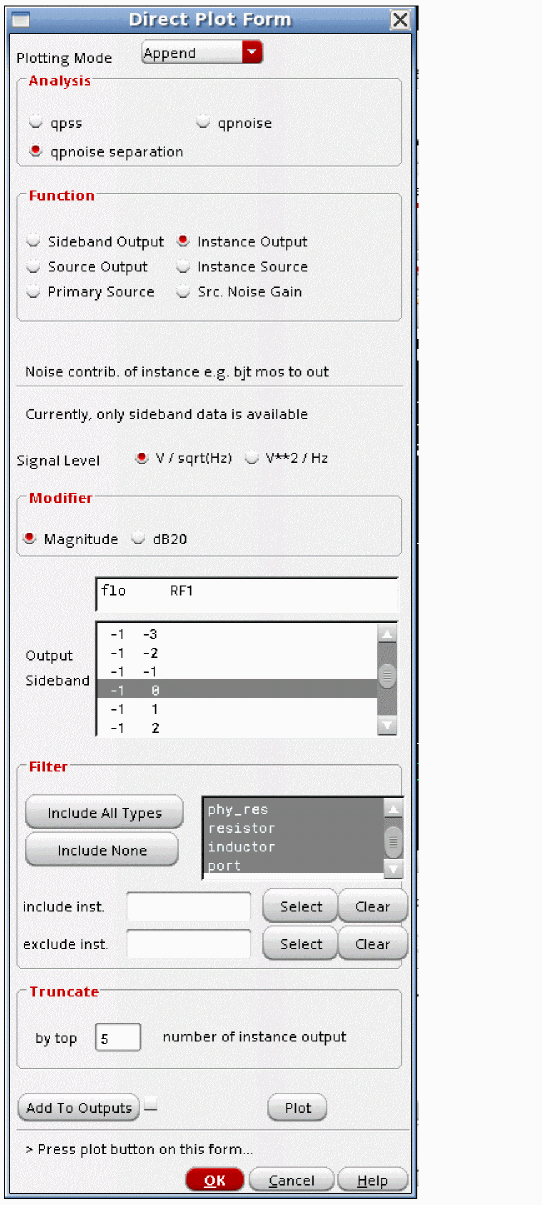 Direct Plot Form
Plotting Mode Append
Analysis
qpss qpnoise
qpnoise separation
Function
Sideband Output Instance Output
Source Output Instance Source
Primary Source Src. Noise Gain
Noise contrib. of instance e.g. bjt mos to out
Currently, only sideband data is available
Signal Level V / sqrt(Hz) V**2 / Hz
Modifier
Magnitude dB20
flo RF1
Output Sideband
-1 -3
-1 -2
-1 -1
-1 0
-1 1
-1 2
Filter
Include All Types
Include None
phy_res
resistor
inductor
port
include inst. Select Clear
exclude inst. Select Clear
Truncate
by top 5 number of instance output
Add To Outputs Plot
> Press plot button on this form...
OK Cancel Help